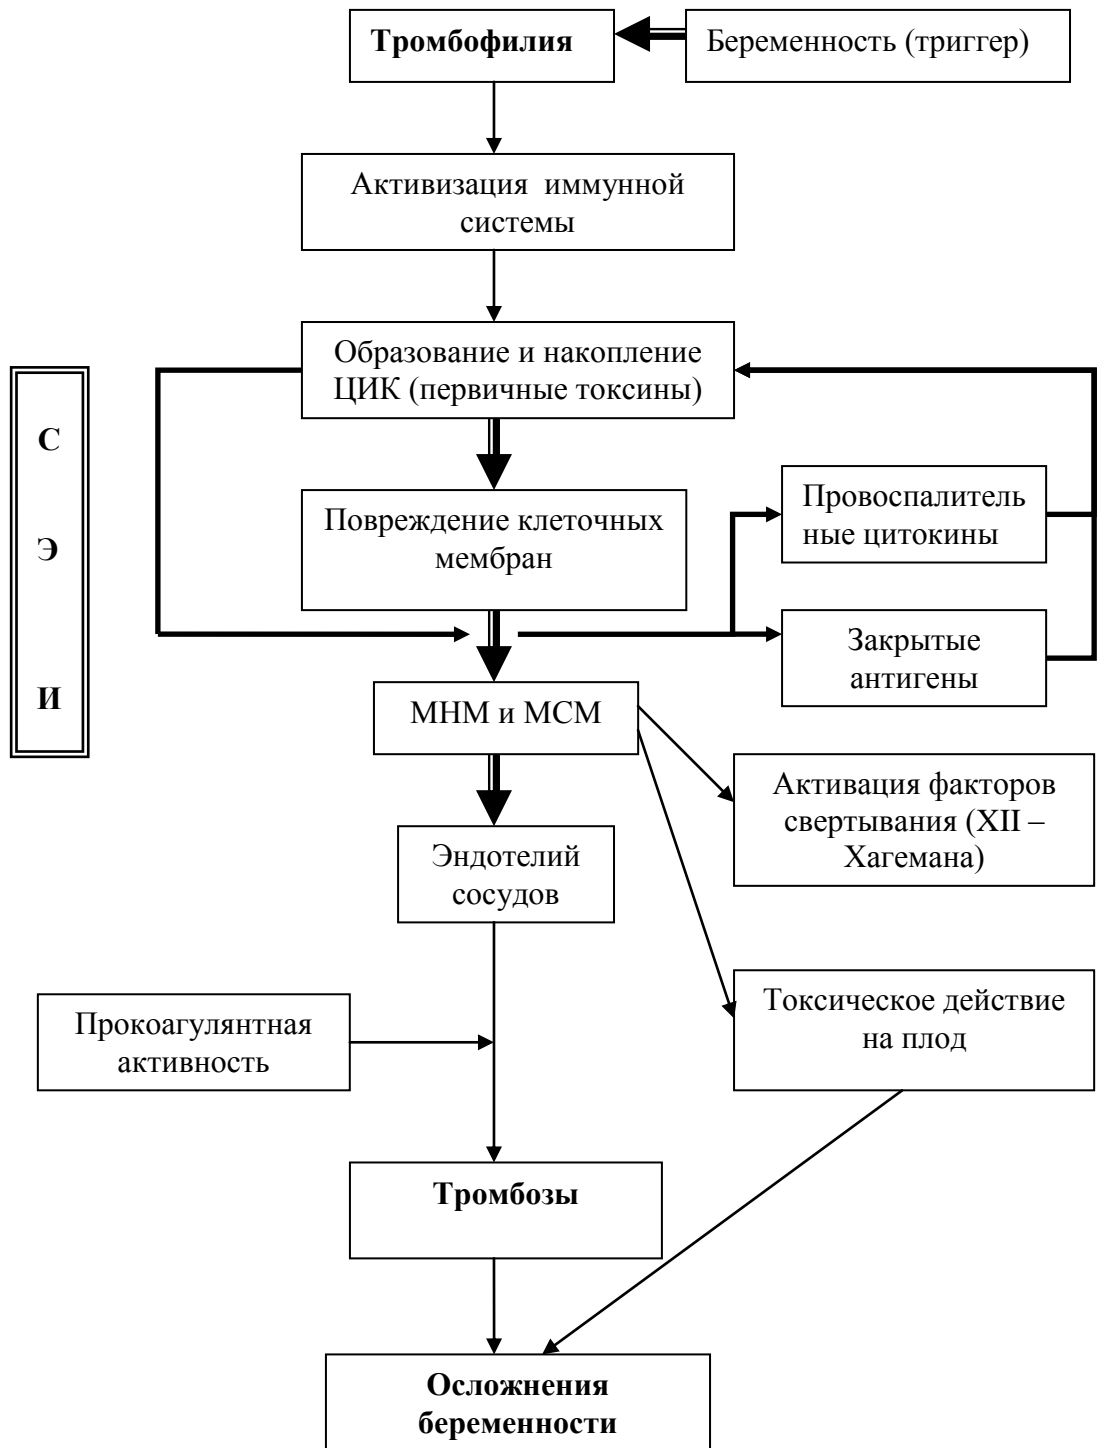 Тромбофилия
Беременность (триггер)
Активизация иммунной
системы
Образование и накопление
ЦИК (первичные токсины)
С
Э
И
Повреждение клеточных
мембран
Провоспалитель
ные цитокины
Закрытые
антигены
МНМ и МСМ
Активация факторов
свертывания (XII –
Хагемана)
Эндотелий
сосудов
Прокоагулянтная
активность
Токсическое действие
на плод
Тромбозы
Осложнения
беременности